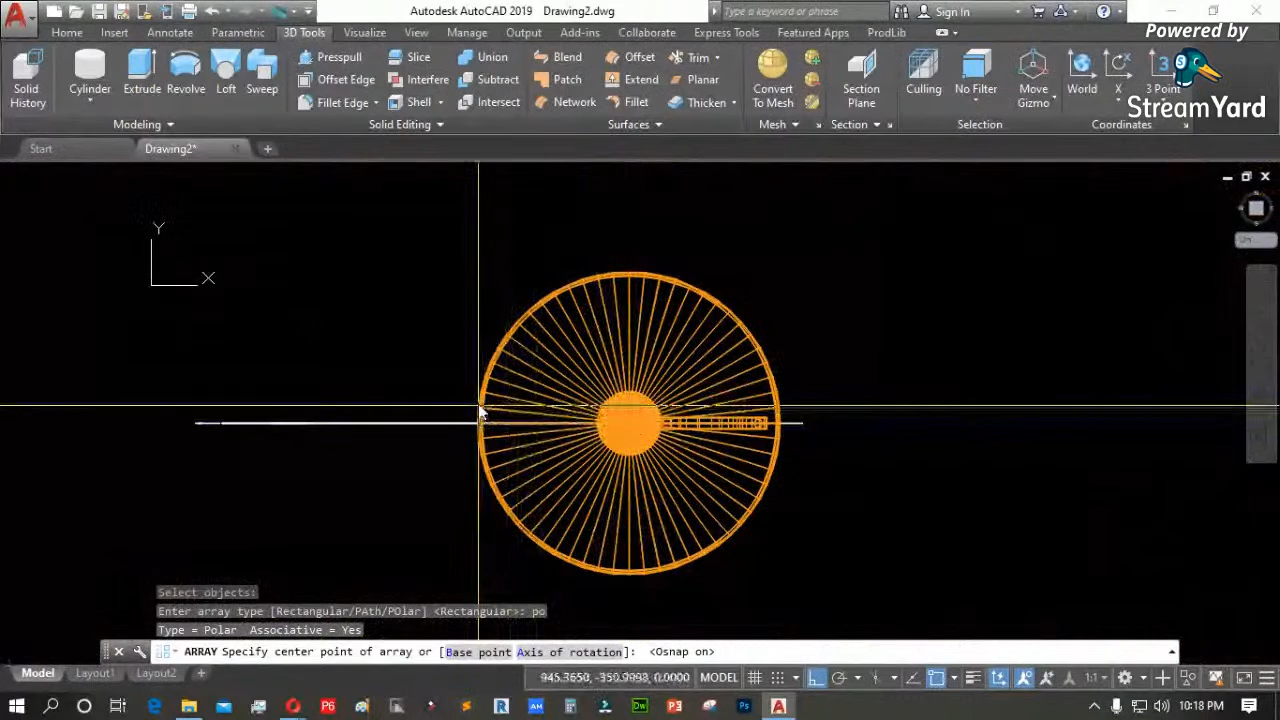 Autodesk AutoCAD 2019 Drawing2.dwg
Type a keyword or phrase
Sign In
Powered by
StreamYard
Home Insert Annotate Parametric 3D Tools Visualize View Manage Output Add-ins Collaborate Express Tools Featured Apps ProdLib
Solid History
Cylinder
Extrude
Revolve
Loft
Sweep
Presspull
Offset Edge
Fillet Edge
Slice
Interfere
Shell
Union
Subtract
Intersect
Blend
Patch
Network
Offset
Extend
Fillet
Trim
Planar
Thicken
Convert To Mesh
Section Plane
Culling
No Filter
Move Gizmo
World
X
3 Point
Modeling
Solid Editing
Surfaces
Mesh
Section
Selection
Coordinates
Start
Drawing2*
Y
X
Select objects:
Enter array type [Rectangular/PAth/POlar] <Rectangular>: po
Type = Polar Associative = Yes
ARRAY Specify center point of array or [Base point Axis of rotation]: <Osnap on>
Model Layout1 Layout2
MODEL
1:1
10:18 PM